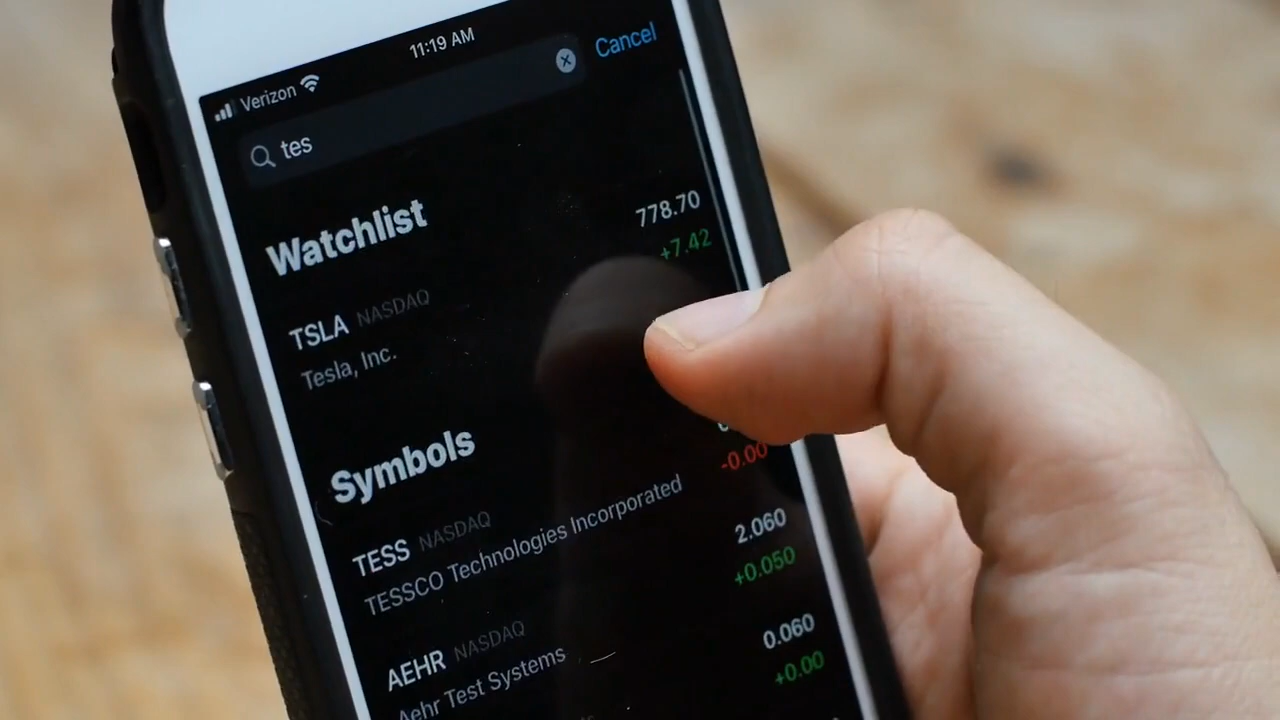 11:19 AM
Verizon
tes
Cancel
Watchlist
TSLA NASDAQ
778.70
Tesla, Inc.
+7.42
Symbols
TESS NASDAQ
-0.00
TESSCO Technologies Incorporated
AEHR NASDAQ
2.060
Aehr Test Systems
+0.050
0.060
+0.00